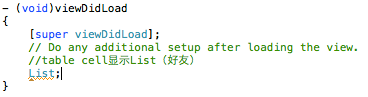 - (void)viewDidLoad
{
    [super viewDidLoad];
    // Do any additional setup after loading the view.
    //table cell显示List（好友）
    List;
}